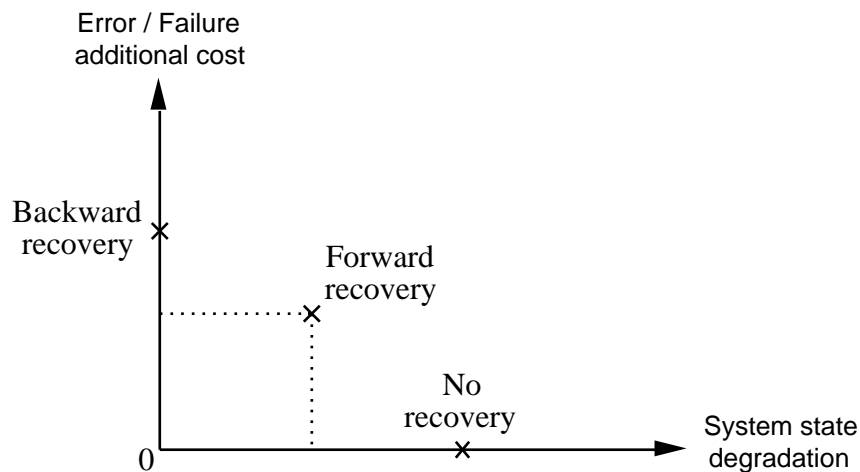 Error / Failure
additional cost
Backward
recovery
Forward
recovery
No
recovery
0
System state
degradation